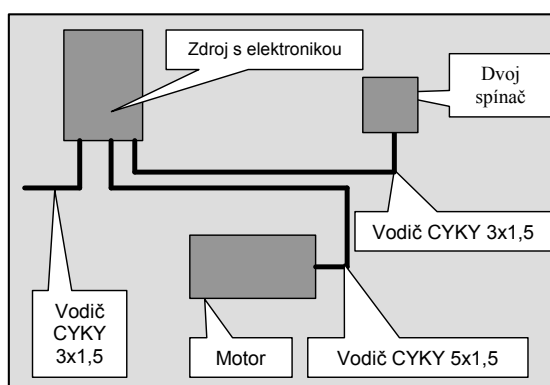 Zdroj s elektronikou
Dvoj
spínač
Vodič CYKY 3x1,5
Vodič
CYKY
3x1,5
Motor
Vodič CYKY 5x1,5